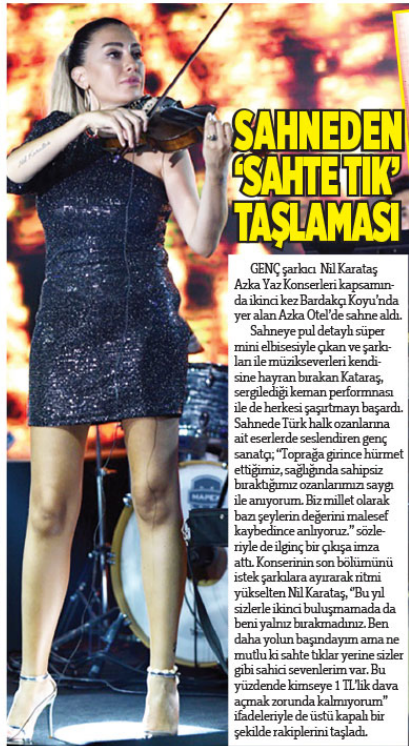 SAHNEDEN
‘SAHTE TIK’
TAŞLAMASI
GENÇ şarkıcı Nil Karataş
Azka Yaz Konserleri kapsamın-
da ikinci kez Bardakçı Koyu’nda
yer alan Azka Otel’de sahne aldı.
Sahneye pul detaylı süper
mini elbisesiyle çıkan ve şarkı-
ları ile müzikseverleri kendi-
sine hayran bırakan Kataraş,
sergilediği keman performnası
ile de herkesi şaşırtmayı başardı.
Sahnede Türk halk ozanlarına
ait eserlerde seslendiren genç
sanatçı; “Toprağa girince hürmet
ettiğimiz, sağlığında sahipsiz
bıraktığımız ozanlarımızı saygı
ile anıyorum. Biz millet olarak
bazı şeylerin değerini malesef
kaybedince anlıyoruz.” sözle-
riyle de ilginç bir çıkışa imza
attı. Konserinin son bölümünü
istek şarkılara ayırarak ritmi
yükselten Nil Karataş, “Bu yıl
sizlerle ikinci buluşmamada da
beni yalnız bırakmadınız. Ben
daha yolun başındayım ama ne
mutlu ki sahte tıklar yerine sizler
gibi sahici sevenlerim var. Bu
yüzdende kimseye 1 TL’lik dava
açmak zorunda kalmıyorum”
ifadeleriyle de üstü kapalı bir
şekilde rakiplerini taşladı.
MAPEX